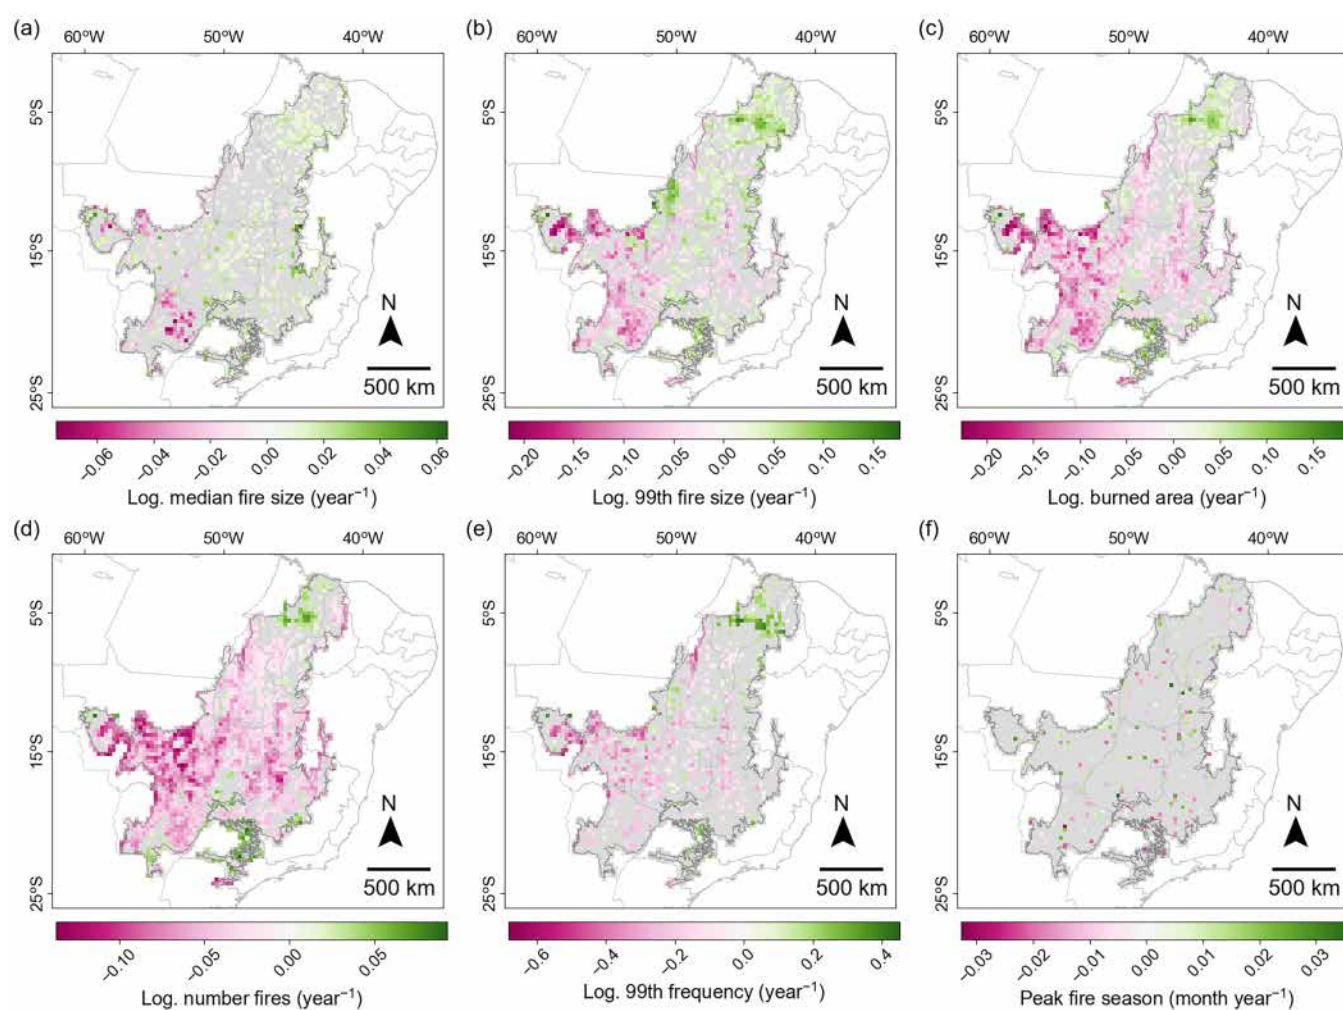 (a)
(b)
(c)
60°W 50°W 40°W
60°W 50°W 40°W
60°W 50°W 40°W
5°S
15°S
25°S
N
500 km
5°S
15°S
25°S
N
500 km
5°S
15°S
25°S
N
500 km
−0.06 −0.04 −0.02 0.00 0.02 0.04 0.06
Log. median fire size (year⁻¹)
−0.20 −0.15 −0.10 −0.05 0.00 0.05 0.10 0.15
Log. 99th fire size (year⁻¹)
−0.20 −0.15 −0.10 −0.05 0.00 0.05 0.10 0.15
Log. burned area (year⁻¹)
(d)
(e)
(f)
60°W 50°W 40°W
60°W 50°W 40°W
60°W 50°W 40°W
5°S
15°S
25°S
N
500 km
5°S
15°S
25°S
N
500 km
5°S
15°S
25°S
N
500 km
−0.10 −0.05 0.00 0.05
Log. number fires (year⁻¹)
−0.6 −0.4 −0.2 0.0 0.2 0.4
Log. 99th frequency (year⁻¹)
−0.03 −0.02 −0.01 0.00 0.01 0.02 0.03
Peak fire season (month year⁻¹)